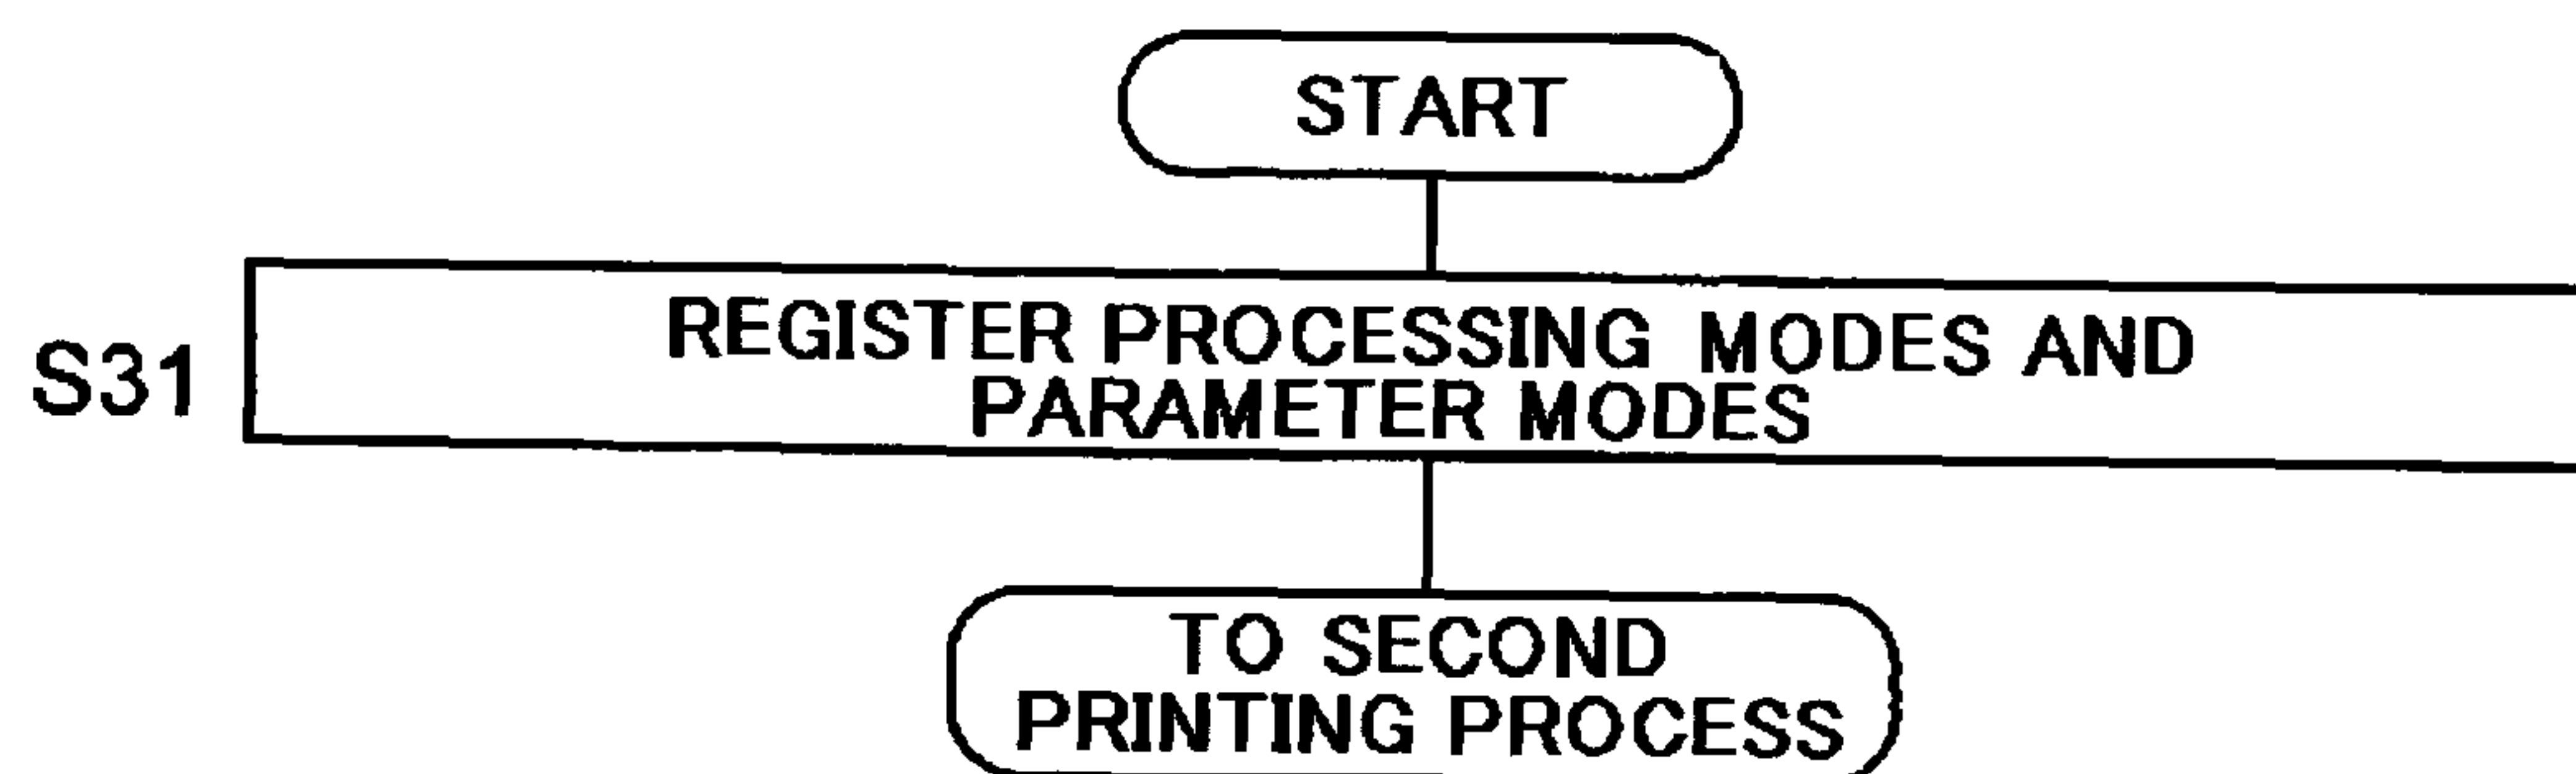 START
REGISTER PROCESSING MODES AND
S31
PARAMETER MODES
TO SECOND
PRINTING PROCESS